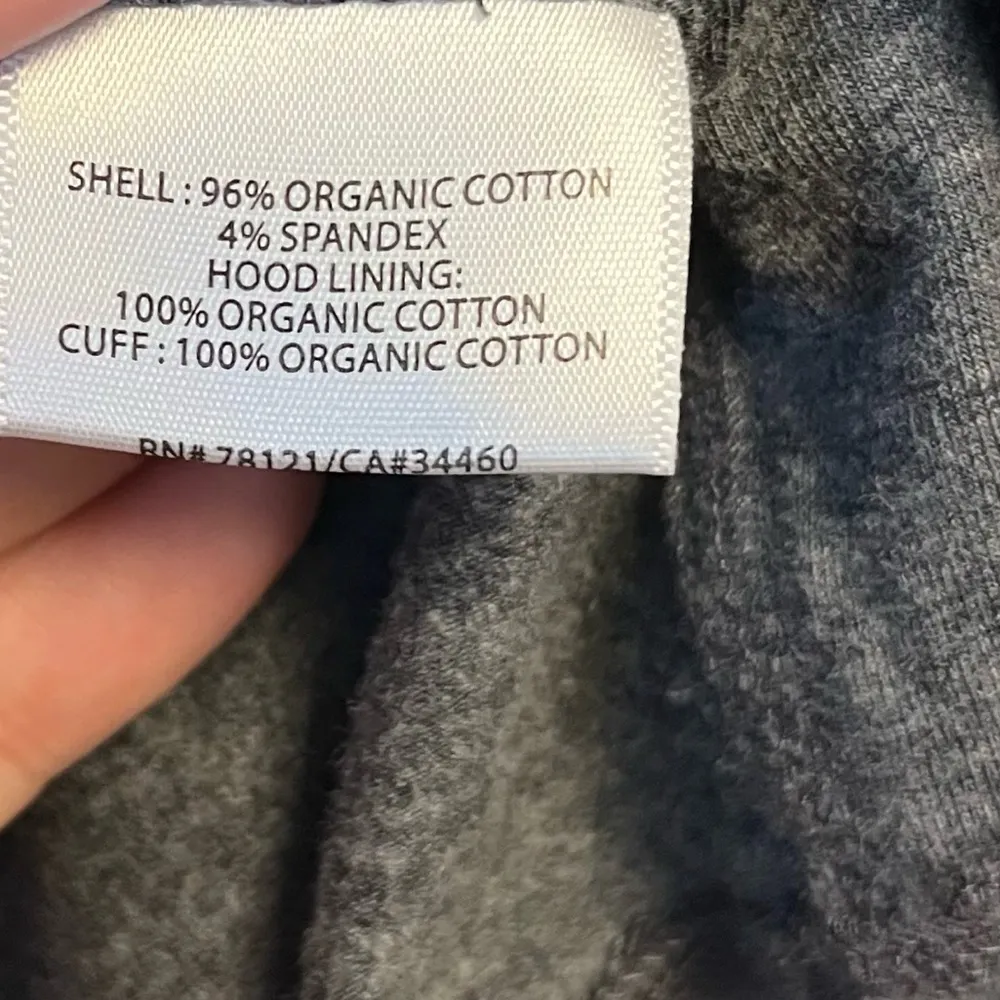 SHELL : 96% ORGANIC COTTON
4% SPANDEX
HOOD LINING:
100% ORGANIC COTTON
CUFF : 100% ORGANIC COTTON
RN# 78121/CA#34460